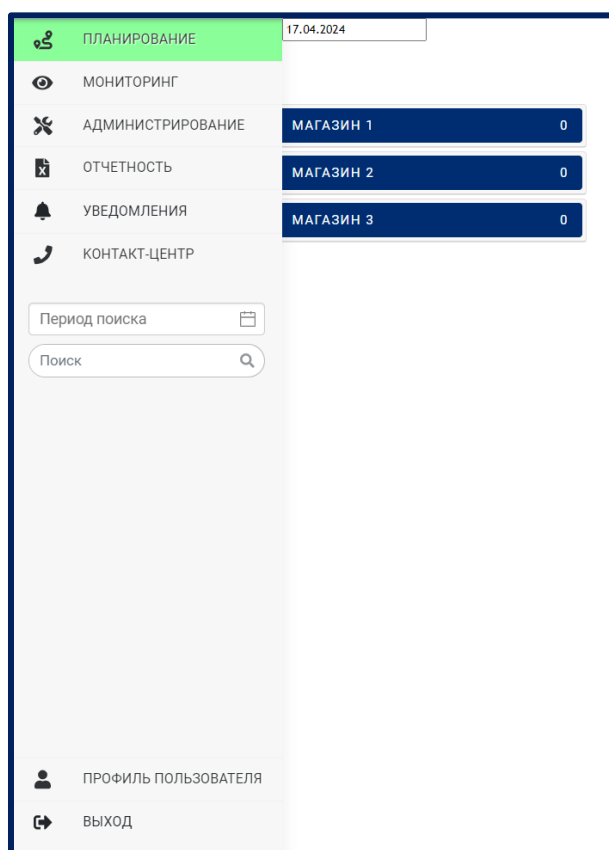 ПЛАНИРОВАНИЕ
17.04.2024
МОНИТОРИНГ
АДМИНИСТРИРОВАНИЕ
МАГАЗИН 1 0
ОТЧЕТНОСТЬ
МАГАЗИН 2 0
УВЕДОМЛЕНИЯ
МАГАЗИН 3 0
КОНТАКТ-ЦЕНТР
Период поиска
Поиск
ПРОФИЛЬ ПОЛЬЗОВАТЕЛЯ
ВЫХОД